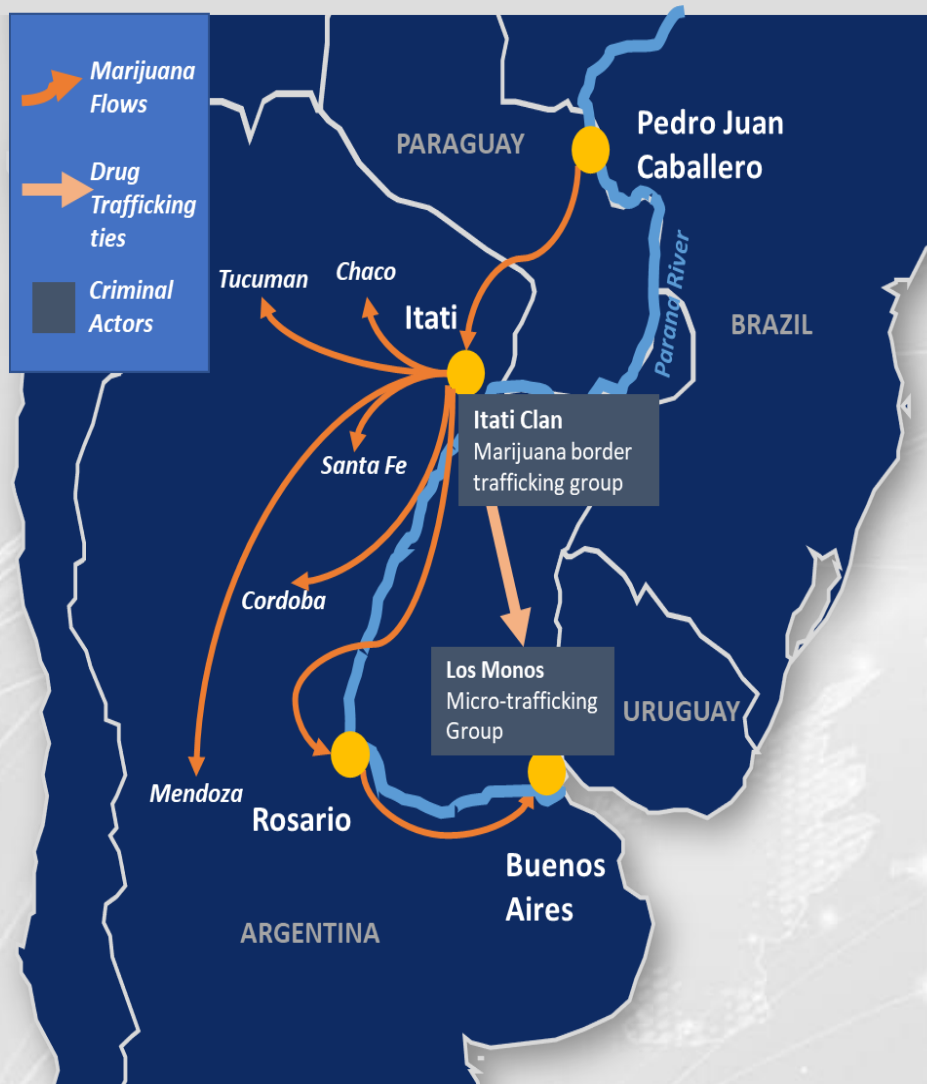 Marijuana
Flows
Drug
Trafficking
ties
Criminal
Actors
PARAGUAY
Pedro Juan
Caballero
Tucuman
Chaco
Itati
Parana River
BRAZIL
Itati Clan
Marijuana border
trafficking group
Santa Fe
Cordoba
Los Monos
Micro-trafficking
Group
URUGUAY
Mendoza
Rosario
Buenos
Aires
ARGENTINA